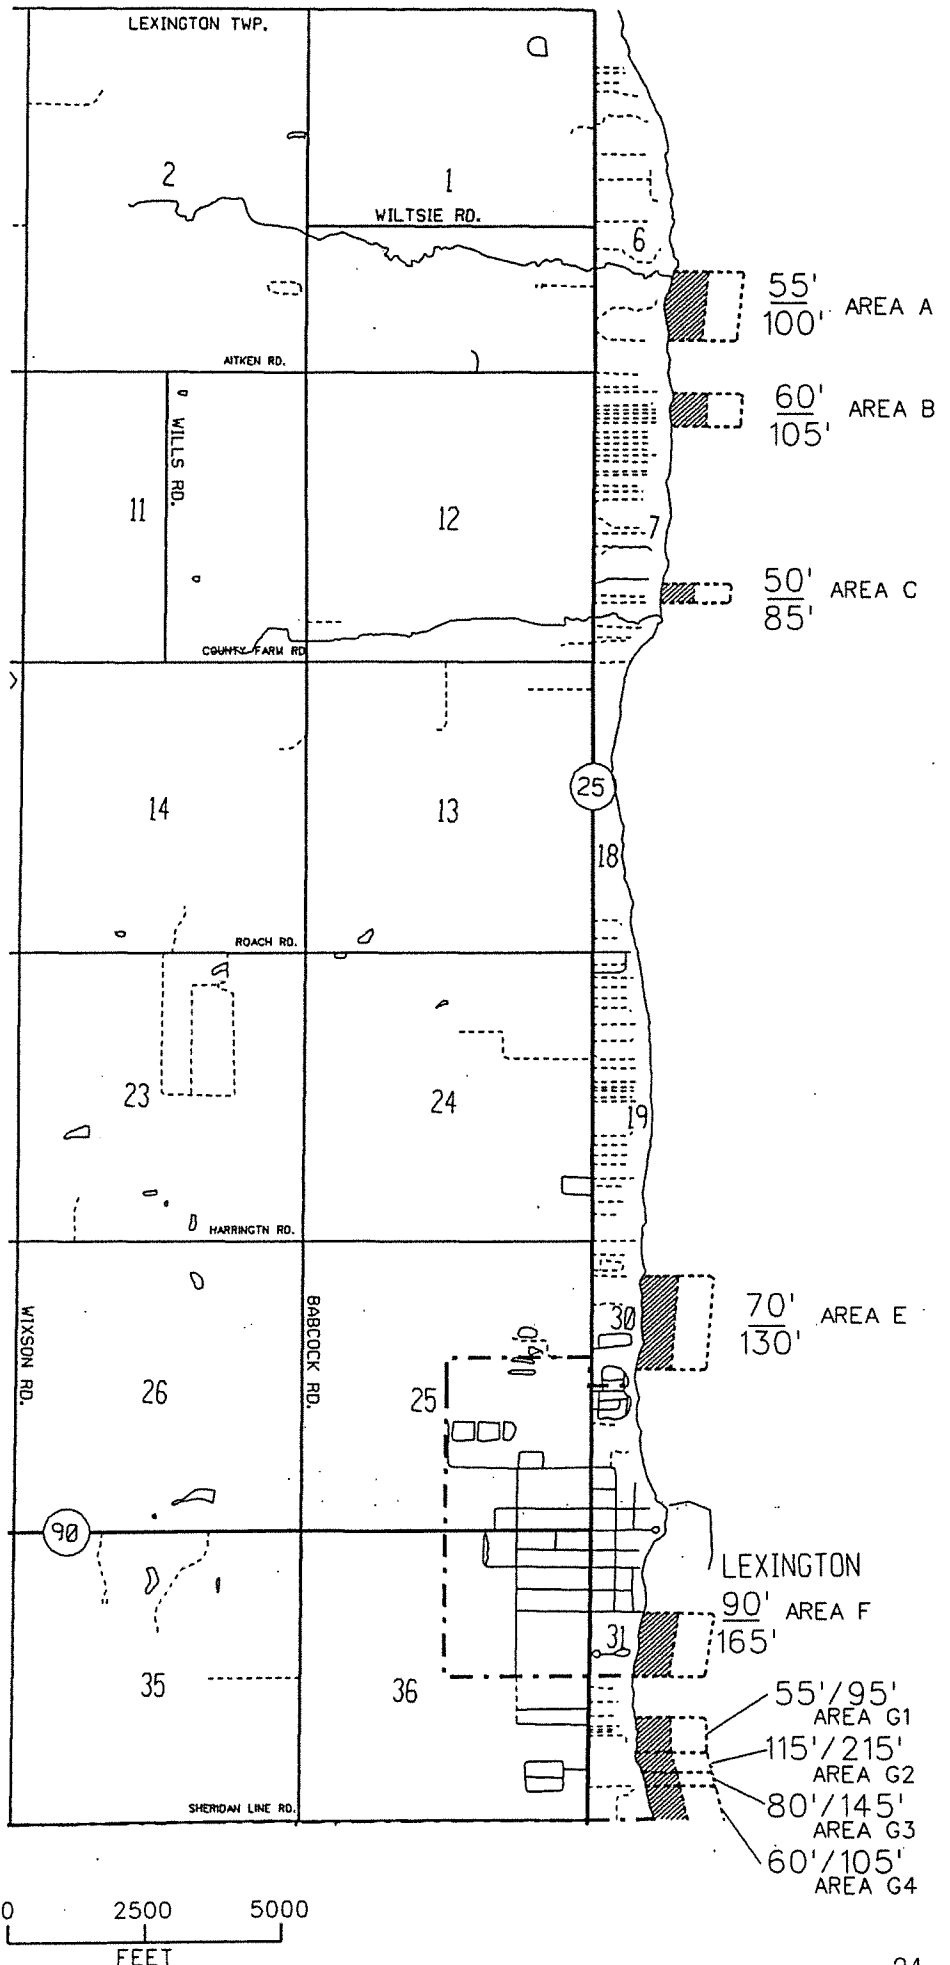 LEXINGTON TWP.
2
1
WILTSIE RD.
6
55'
100'
AREA A
AITKEN RD.
60'
105'
AREA B
WILLS RD.
11
12
7
50'
85'
AREA C
COUNTY FARM RD
25
14
13
18
ROACH RD.
23
24
19
HARRINGTN RD.
WIXSON RD.
BABCOCK RD.
30
70'
130'
AREA E
26
25
90
LEXINGTON
90'
165'
AREA F
31
35
36
55'/95'
AREA G1
115'/215'
AREA G2
80'/145'
AREA G3
60'/105'
AREA G4
SHERIDAN LINE RD.
0 2500 5000
FEET